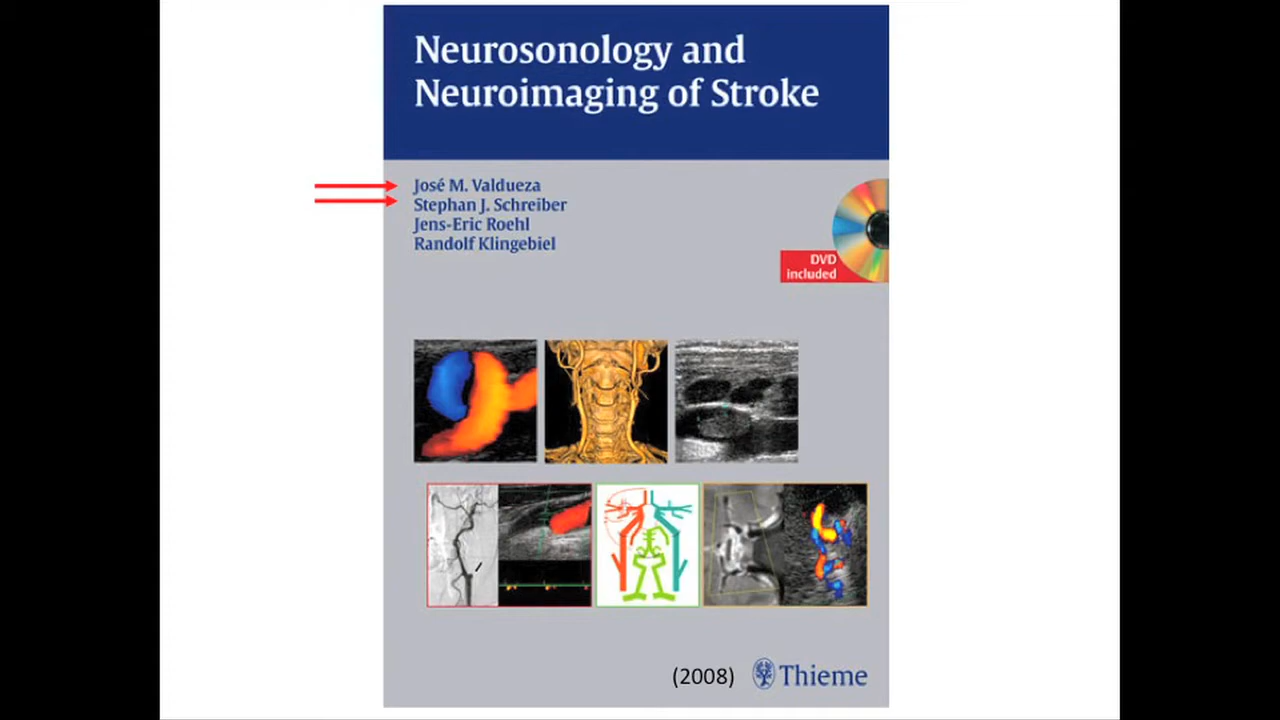 Neurosonology and
Neuroimaging of Stroke
José M. Valdueza
Stephan J. Schreiber
Jens-Eric Roehl
Randolf Klingebiel
DVD
included
(2008)
Thieme